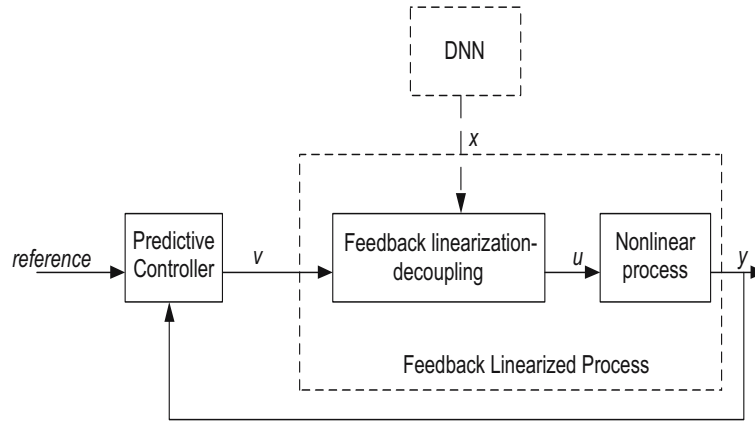 DNN
x
reference
Predictive
Controller
v
Feedback linearization-
decoupling
u
Nonlinear
process
y
Feedback Linearized Process